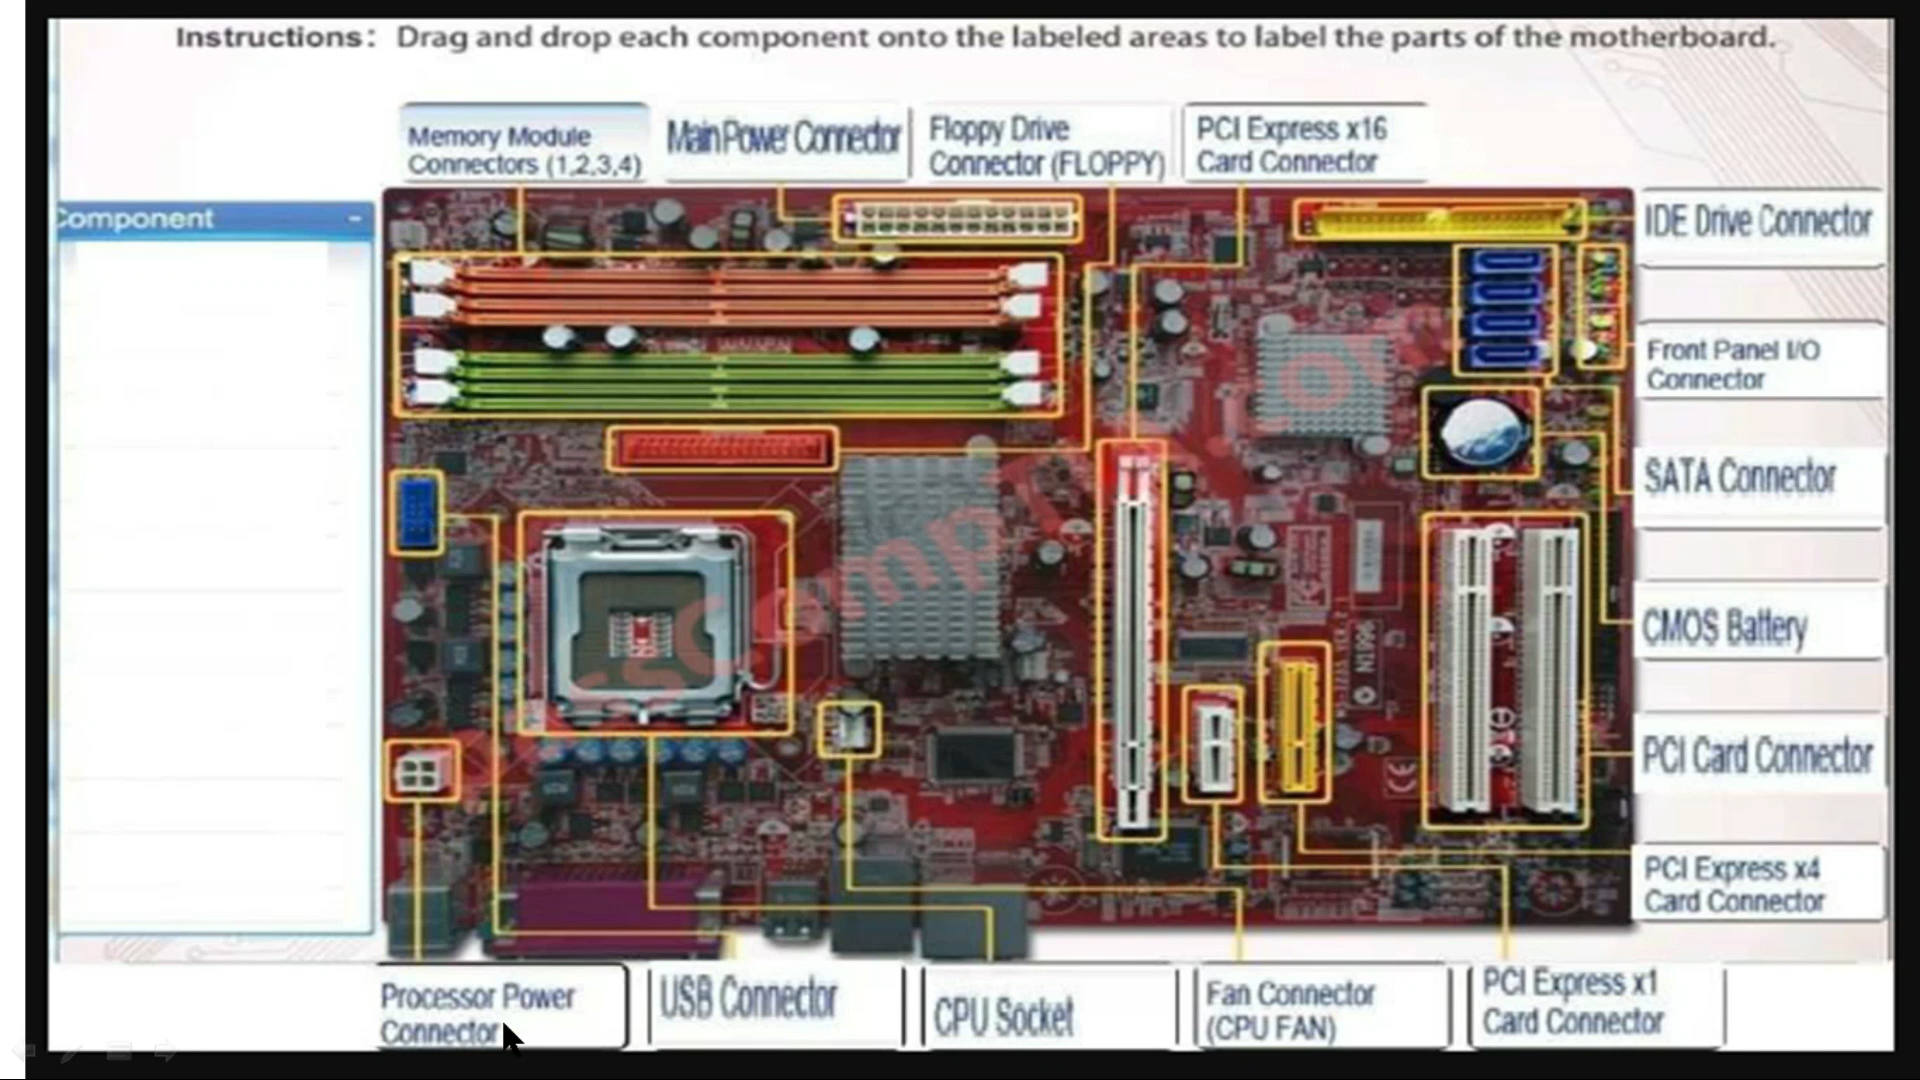 Instructions: Drag and drop each component onto the labeled areas to label the parts of the motherboard.
Memory Module
Connectors (1,2,3,4)
Main Power Connector
Floppy Drive
Connector (FLOPPY)
PCI Express x16
Card Connector
Component
IDE Drive Connector
Front Panel I/O
Connector
SATA Connector
CMOS Battery
PCI Card Connector
PCI Express x4
Card Connector
N1996
CE
Processor Power
Connector
USB Connector
CPU Socket
Fan Connector
(CPU FAN)
PCI Express x1
Card Connector